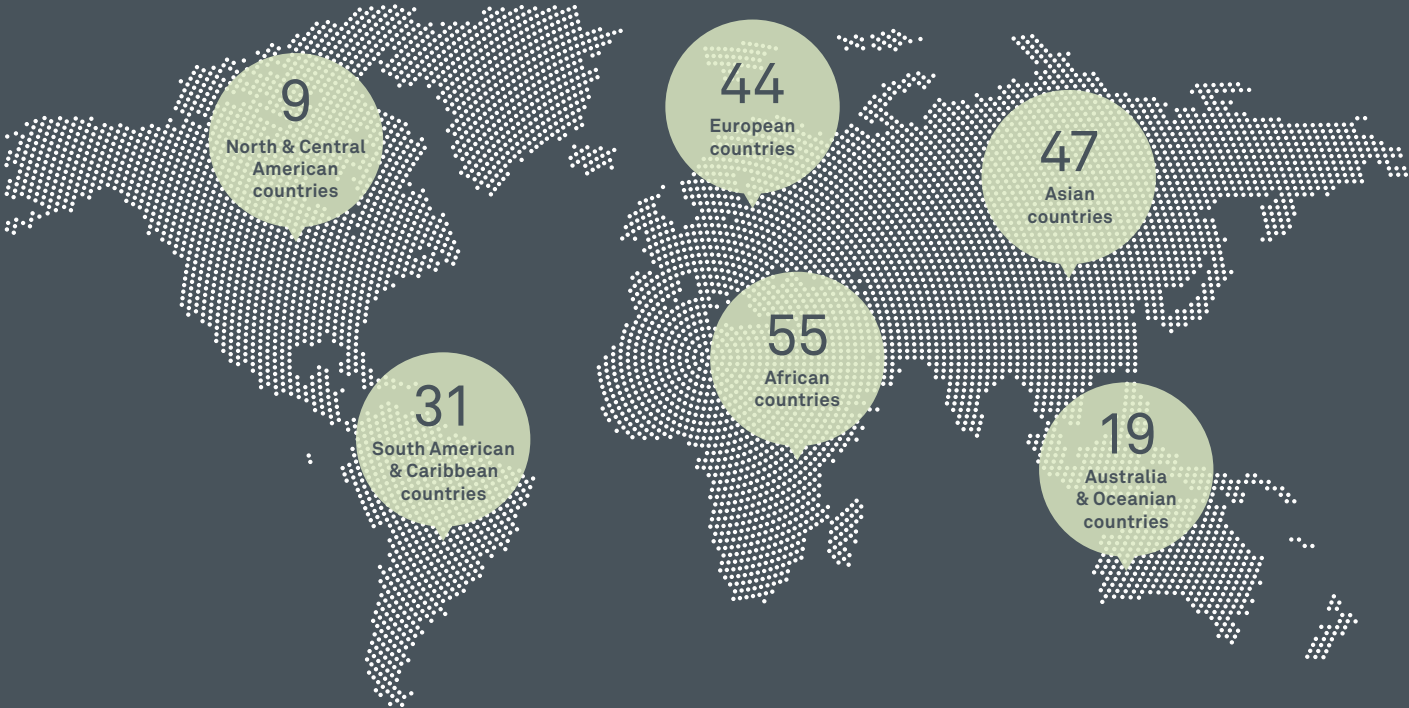 9
North & Central
American
countries
44
European
countries
47
Asian
countries
55
African
countries
31
South American
& Caribbean
countries
19
Australia
& Oceanian
countries